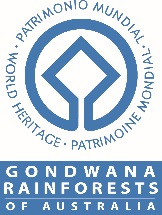 PATRIMONIO MUNDIAL • WORLD HERITAGE • PATRIMOINE MONDIAL •
GONDWANA
RAINFORESTS
OF AUSTRALIA